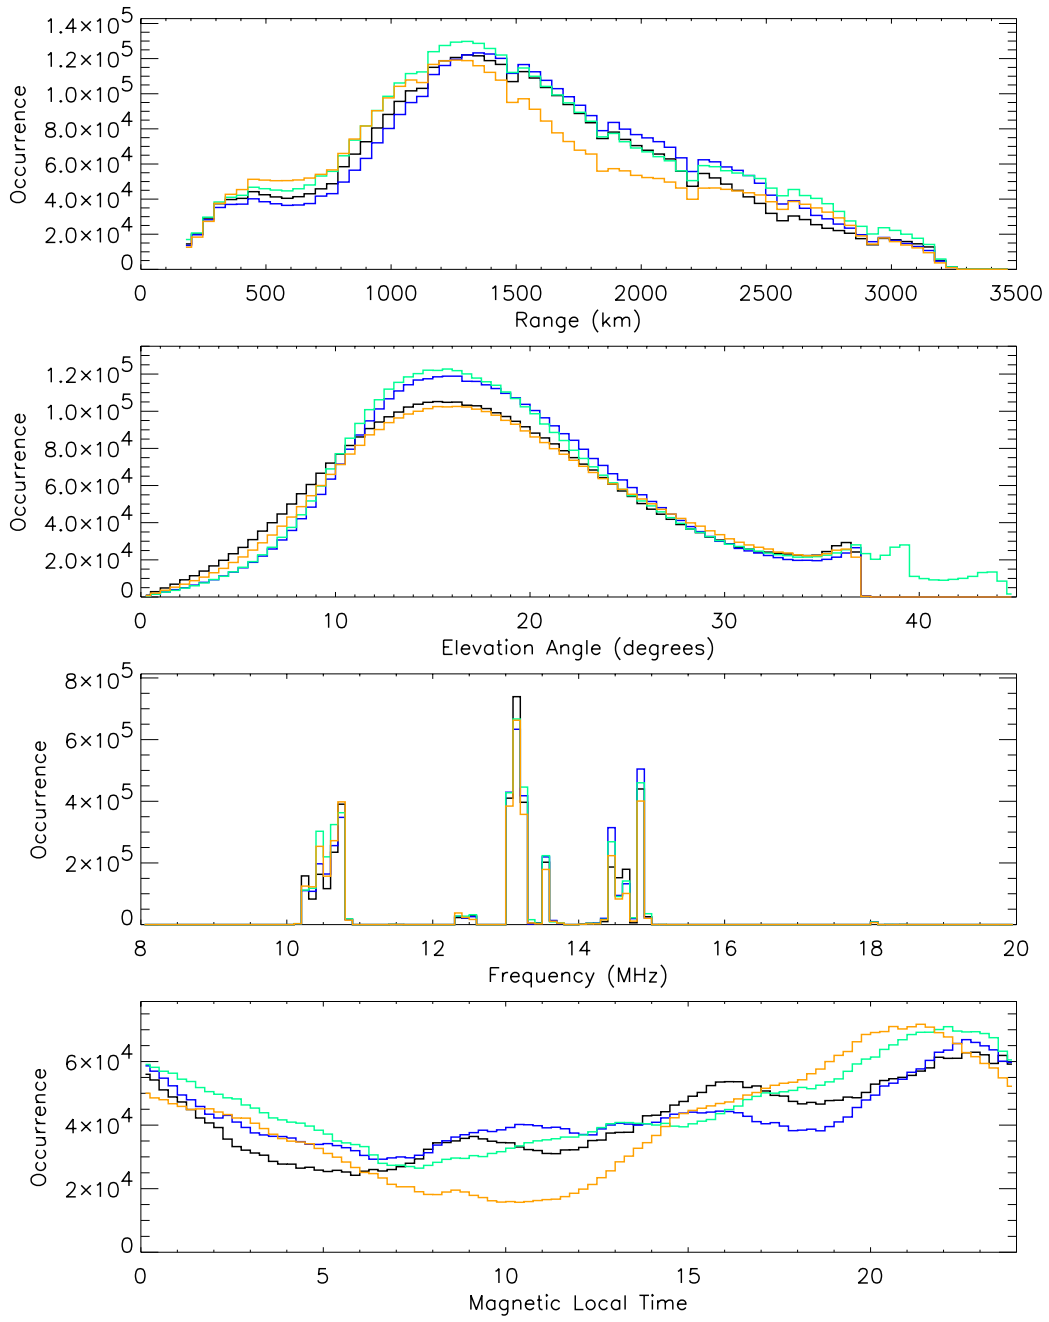 1.4×10^5
1.2×10^5
1.0×10^5
8.0×10^4
6.0×10^4
4.0×10^4
2.0×10^4
0
Occurrence
0 500 1000 1500 2000 2500 3000 3500
Range (km)
1.2×10^5
1.0×10^5
8.0×10^4
6.0×10^4
4.0×10^4
2.0×10^4
0
Occurrence
0 10 20 30 40
Elevation Angle (degrees)
8×10^5
6×10^5
4×10^5
2×10^5
0
Occurrence
8 10 12 14 16 18 20
Frequency (MHz)
6×10^4
4×10^4
2×10^4
0
Occurrence
0 5 10 15 20
Magnetic Local Time